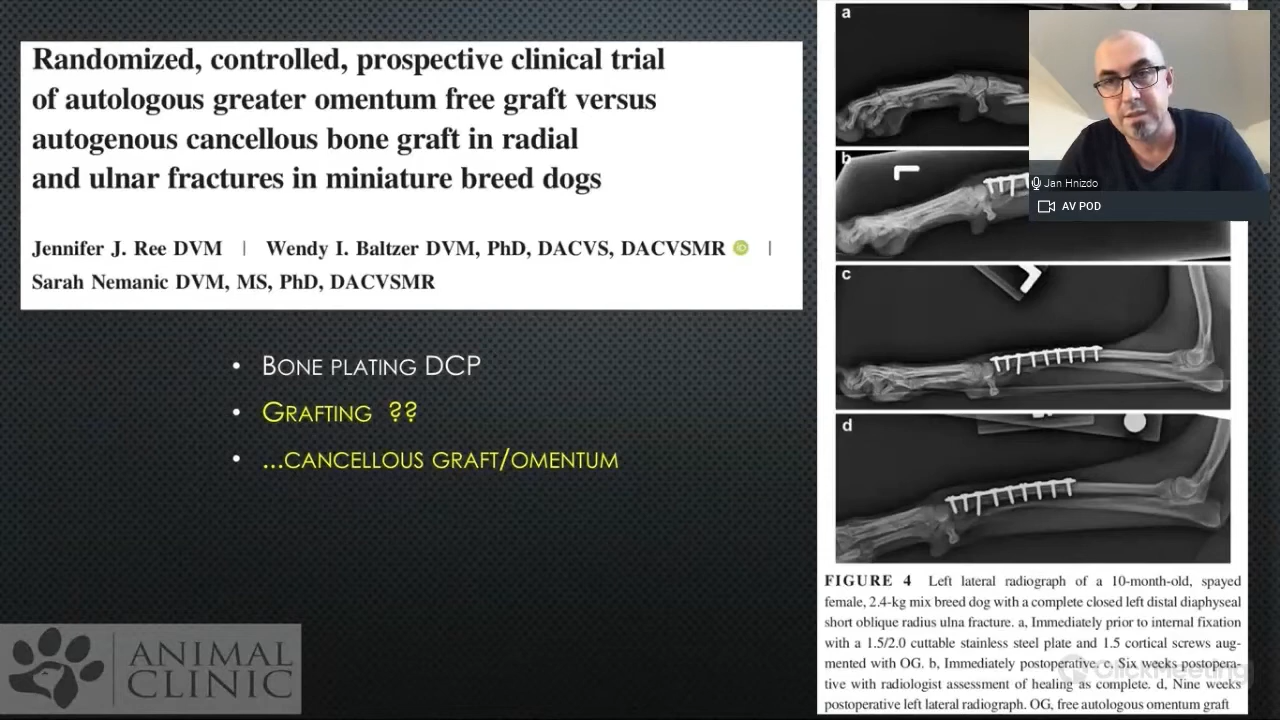 Randomized, controlled, prospective clinical trial
of autologous greater omentum free graft versus
autogenous cancellous bone graft in radial
and ulnar fractures in miniature breed dogs
Jennifer J. Ree DVM | Wendy I. Baltzer DVM, PhD, DACVS, DACVSMR iD |
Sarah Nemanic DVM, MS, PhD, DACVSMR
• BONE PLATING DCP
• GRAFTING ??
• ...CANCELLOUS GRAFT/OMENTUM
ANIMAL
CLINIC
a
b
c
d
FIGURE 4 Left lateral radiograph of a 10-month-old, spayed
female, 2.4-kg mix breed dog with a complete closed left distal diaphyseal
short oblique radius ulna fracture. a, Immediately prior to internal fixation
with a 1.5/2.0 cuttable stainless steel plate and 1.5 cortical screws aug-
mented with OG. b, Immediately postoperative. c, Six weeks postopera-
tive with radiologist assessment of healing as complete. d, Nine weeks
postoperative left lateral radiograph. OG, free autologous omentum graft
Jan Hnizdo
AV POD
ClickMeeting